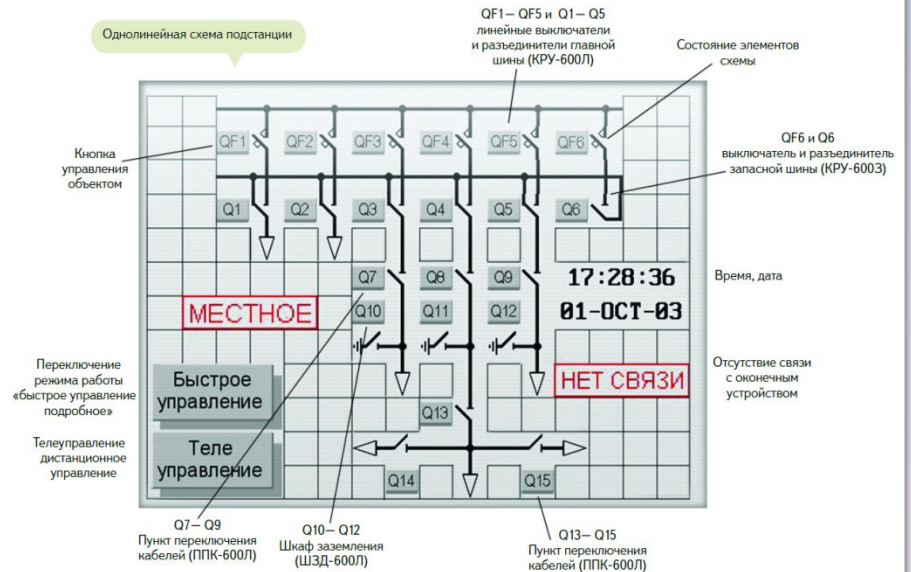 Однолинейная схема подстанции
QF1— QF5 и Q1— Q5
линейные выключатели
и разъединители главной
шины (КРУ-600Л)
Состояние элементов
схемы
Кнопка
управления
объектом
QF1
QF2
QF3
QF4
QF5
QF6
QF6 и Q6
выключатель и разъединитель
запасной шины (КРУ-600З)
Q1
Q2
Q3
Q4
Q5
Q6
Q7
Q8
Q9
17:28:36
Время, дата
МЕСТНОЕ
Q10
Q11
Q12
01-OCT-03
Переключение
режима работы
«быстрое управление
подробное»
Быстрое
управление
НЕТ СВЯЗИ
Отсутствие связи
с оконечным
устройством
Q13
Телеуправление
дистанционное
управление
Теле
управление
Q14
Q15
Q7— Q9
Пункт переключения
кабелей (ППК-600Л)
Q10— Q12
Шкаф заземления
(ШЗД-600Л)
Q13— Q15
Пункт переключения
кабелей (ППК-600Л)